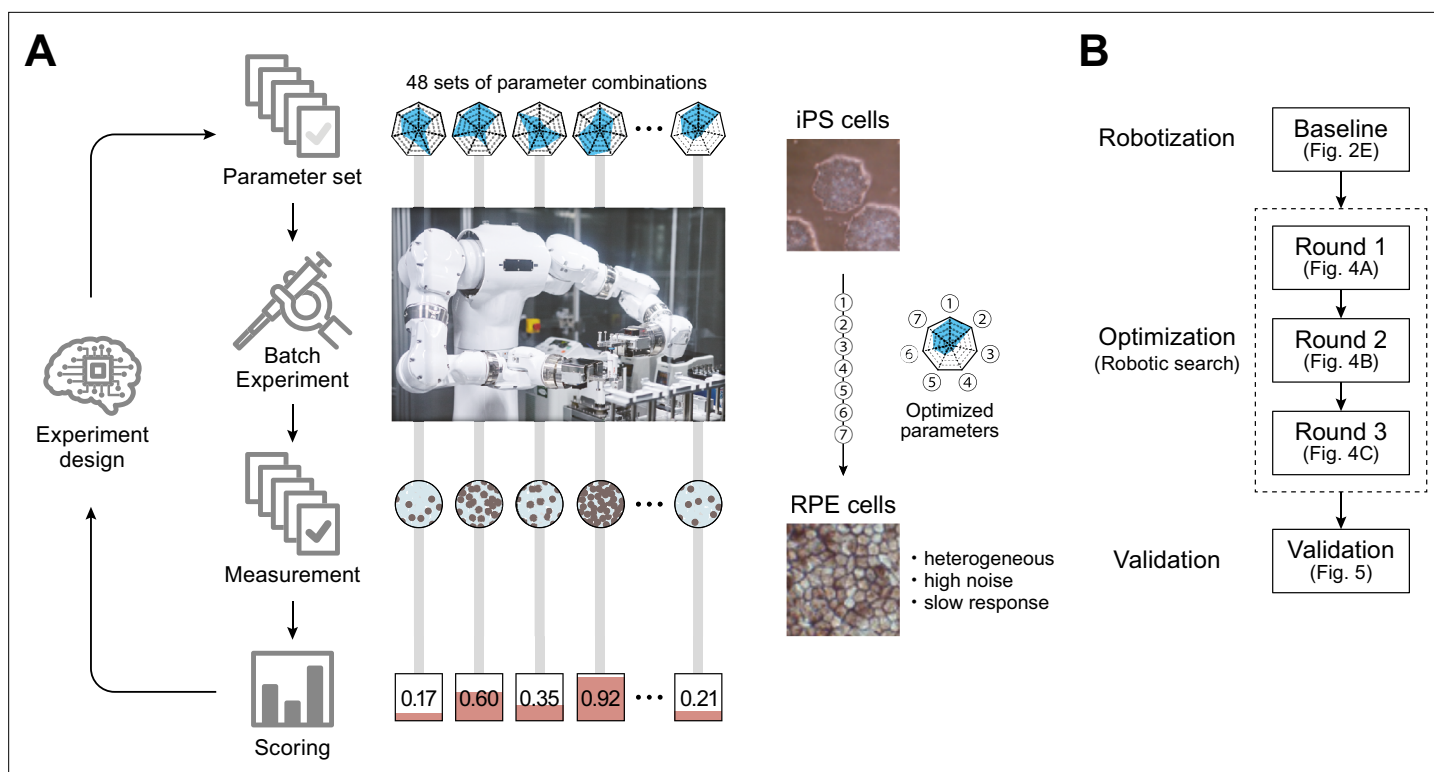 A
48 sets of parameter combinations
Parameter set
Batch
Experiment
Experiment
design
Measurement
Scoring
0.17
0.60
0.35
0.92
...
0.21
iPS cells
①
②
③
④
⑤
⑥
⑦
①
②
③
④
⑤
⑥
⑦
Optimized
parameters
RPE cells
・heterogeneous
・high noise
・slow response
B
Robotization
Baseline
(Fig. 2E)
Optimization
(Robotic search)
Round 1
(Fig. 4A)
Round 2
(Fig. 4B)
Round 3
(Fig. 4C)
Validation
Validation
(Fig. 5)